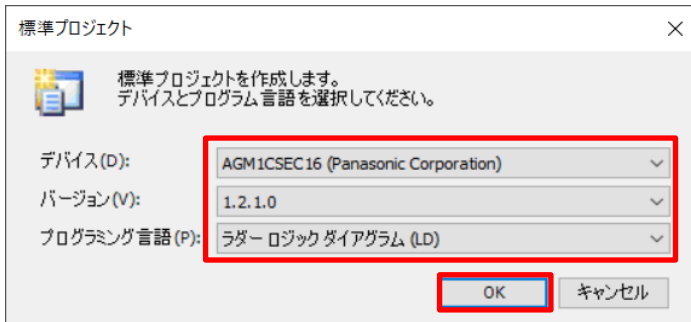 標準プロジェクト
標準プロジェクトを作成します。
デバイスとプログラム言語を選択してください。
デバイス(D): AGM1CSEC16 (Panasonic Corporation)
バージョン(V): 1.2.1.0
プログラミング言語(P): ラダー ロジック ダイアグラム (LD)
OK キャンセル